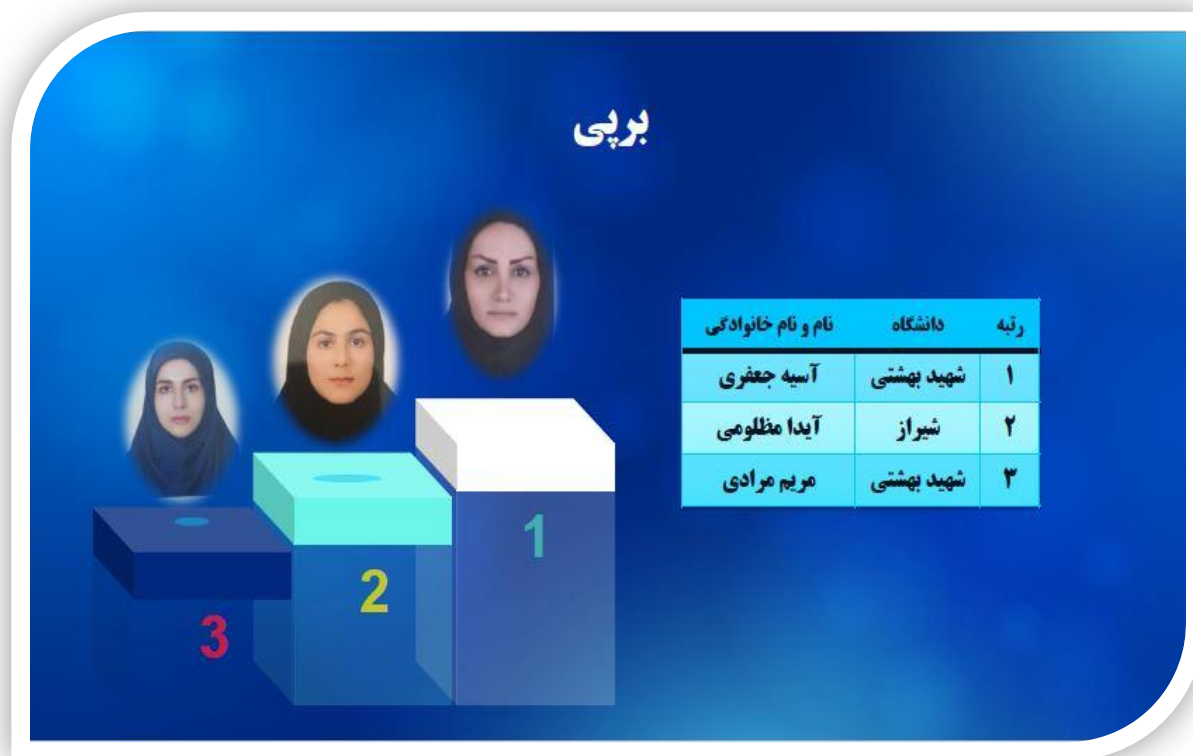 برپی
رتبه دانشگاه نام و نام خانوادگی
۱ شهید بهشتی آسیه جعفری
۲ شیراز آیدا مظلومی
۳ شهید بهشتی مریم مرادی
1
2
3